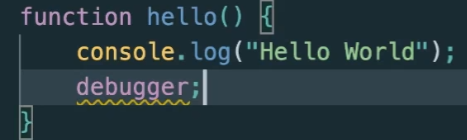 function hello() {
    console.log("Hello World");
    debugger;
}